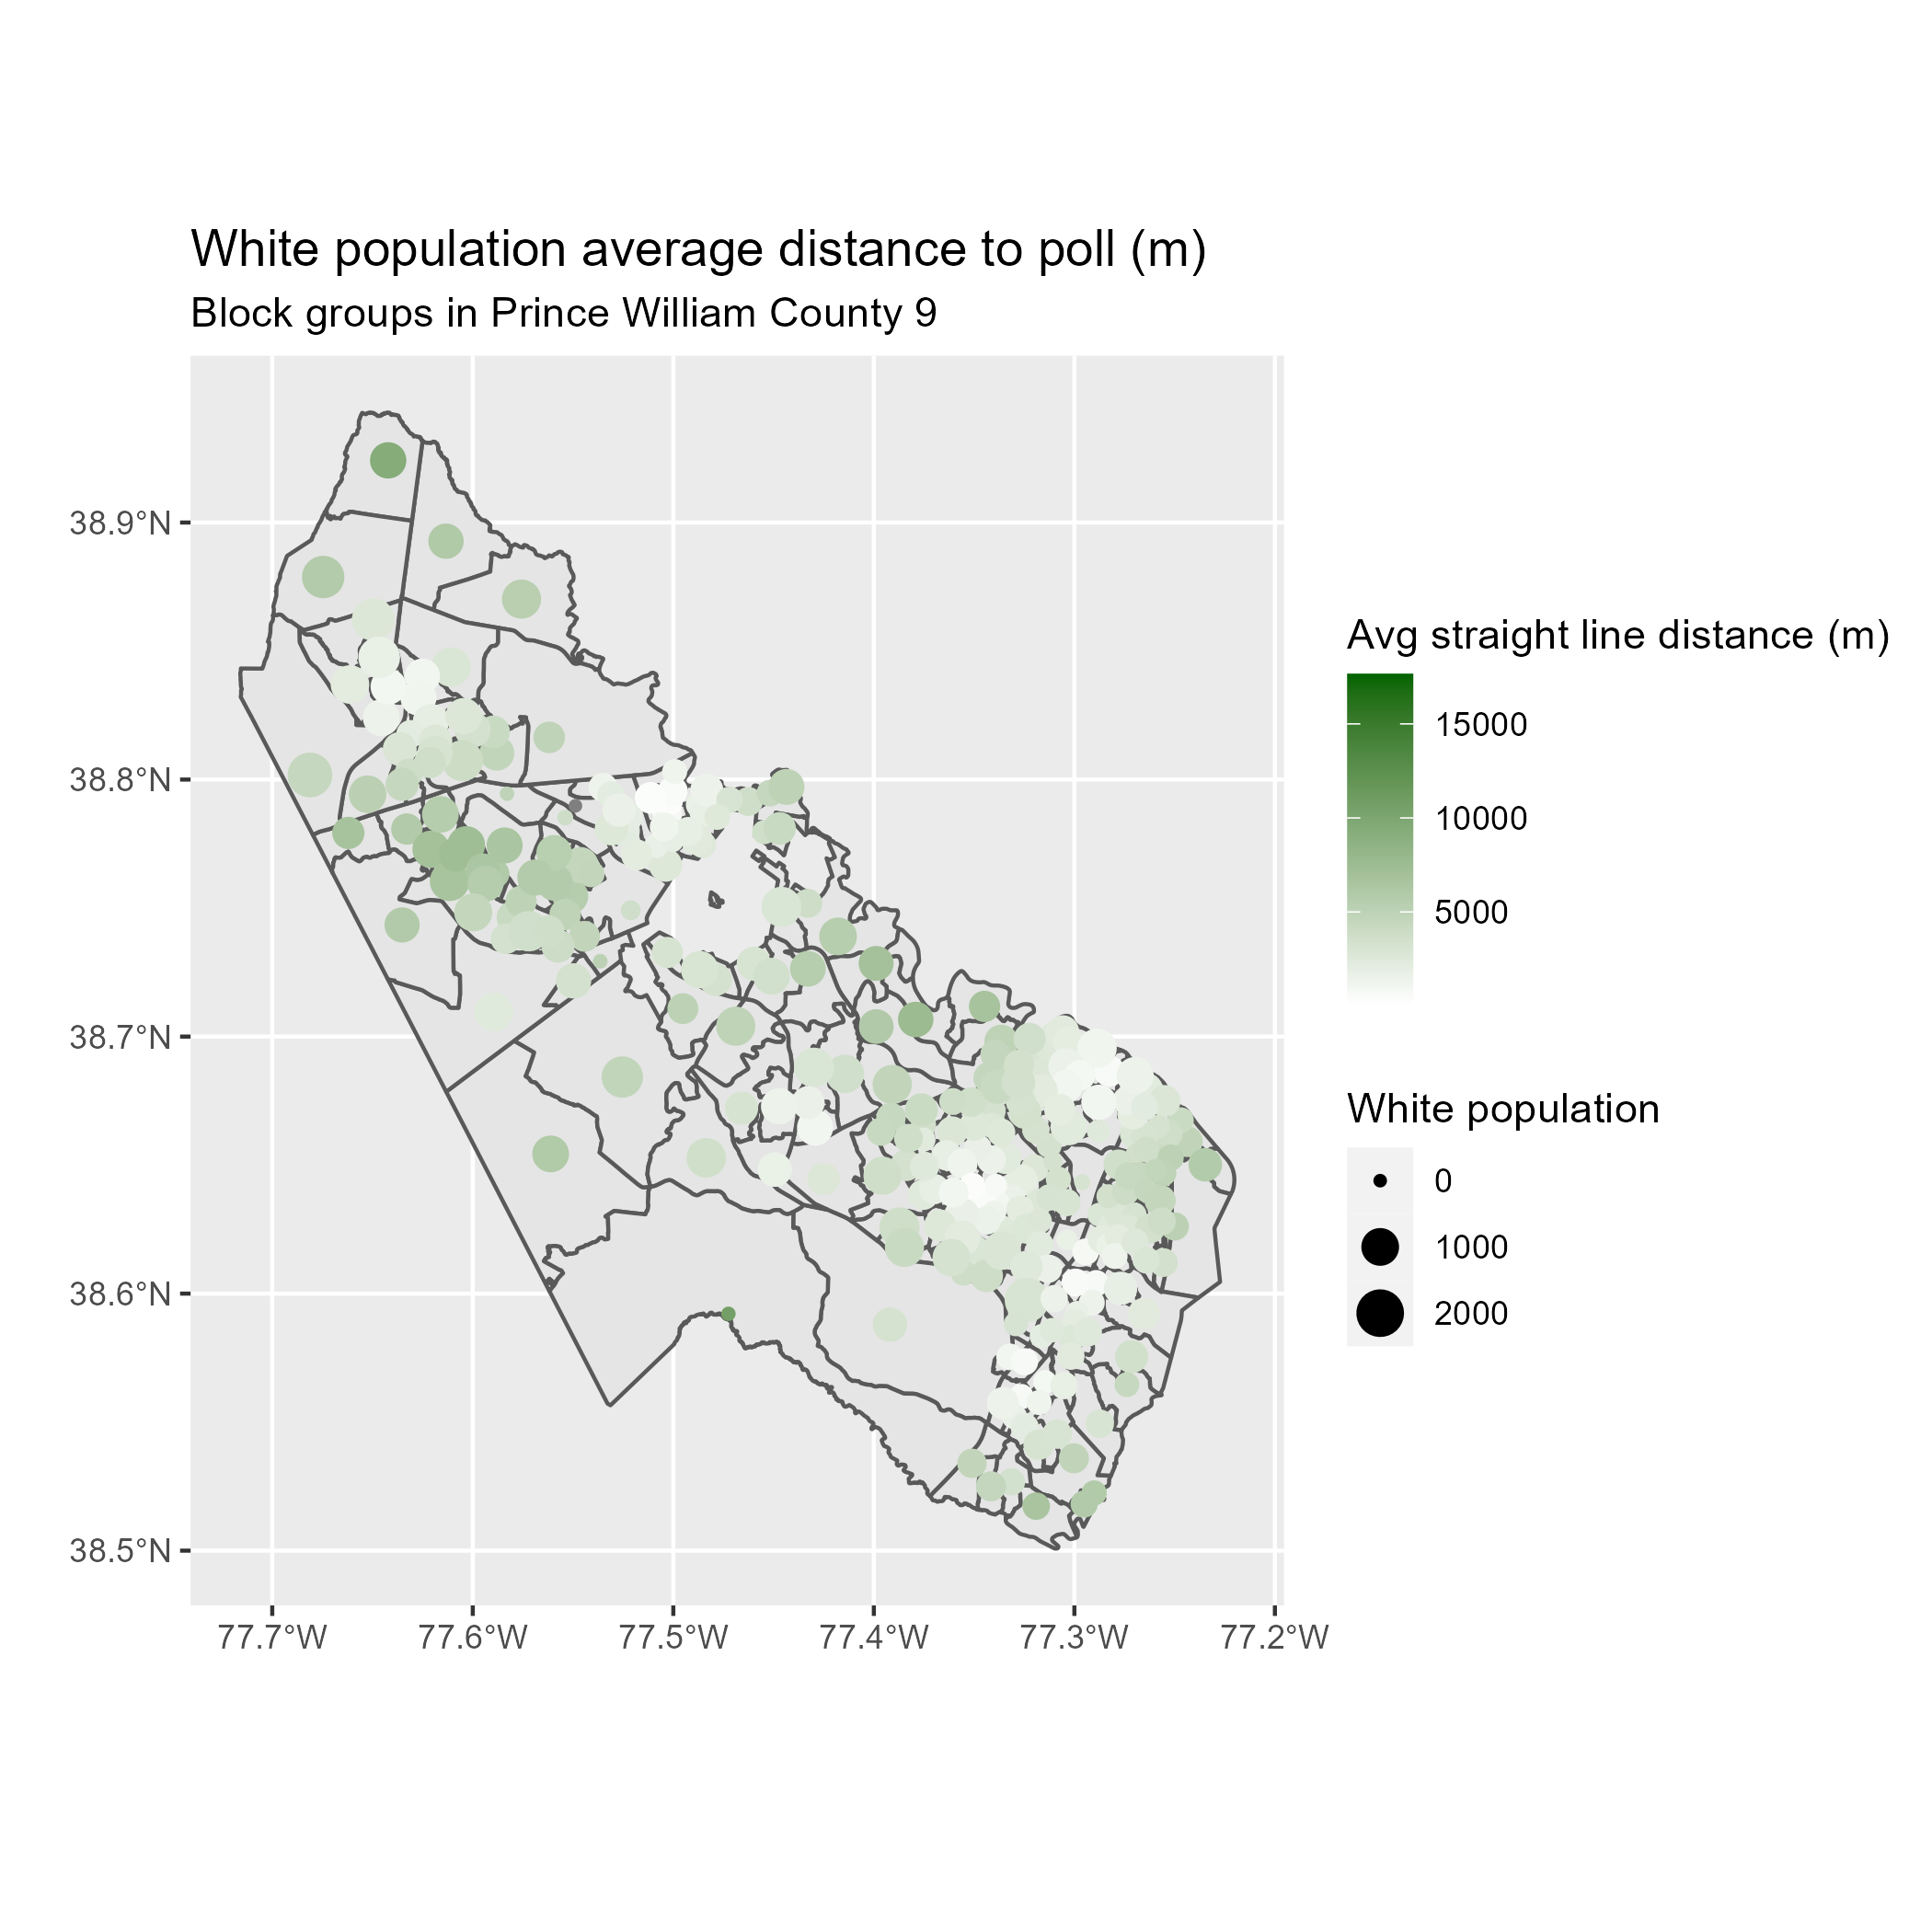 White population average distance to poll (m)
Block groups in Prince William County 9
38.9°N
38.8°N
38.7°N
38.6°N
38.5°N
77.7°W
77.6°W
77.5°W
77.4°W
77.3°W
77.2°W
Avg straight line distance (m)
15000
10000
5000
White population
0
1000
2000